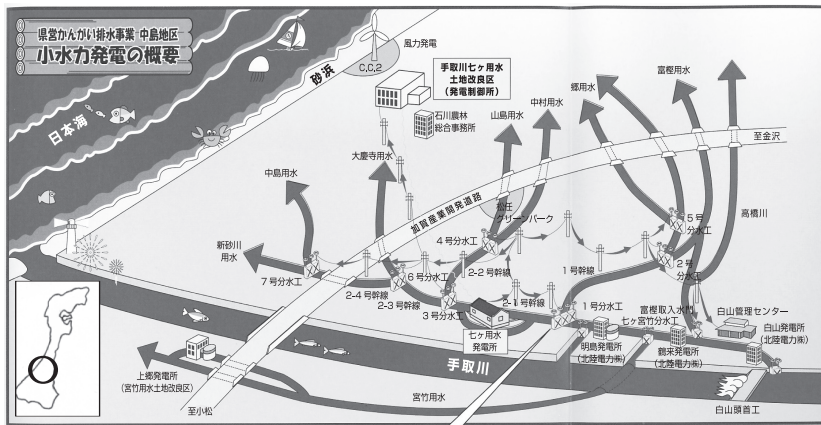 県営かんがい排水事業 中島地区
小水力発電の概要
日本海
砂浜
C,C,2
風力発電
手取川七ヶ用水
土地改良区
(発電制御所)
石川農林
総合事務所
山島用水
中村用水
郷用水
富樫用水
至金沢
大慶寺用水
中島用水
新砂川
用水
加賀産業開発道路
松任
グリーンパーク
高橋川
5号
分水工
2号
分水工
4号分水工
1号幹線
7号分水工
6号分水工
2-2号幹線
2-4号幹線
2-3号幹線
3号分水工
2-1号幹線
1号分水工
富樫取入水門
七ヶ宮竹分水工
白山管理センター
白山発電所
(北陸電力㈱)
七ヶ用水
発電所
明島発電所
(北陸電力㈱)
鶴来発電所
(北陸電力㈱)
手取川
上郷発電所
(宮竹用水土地改良区)
至小松
宮竹用水
白山頭首工